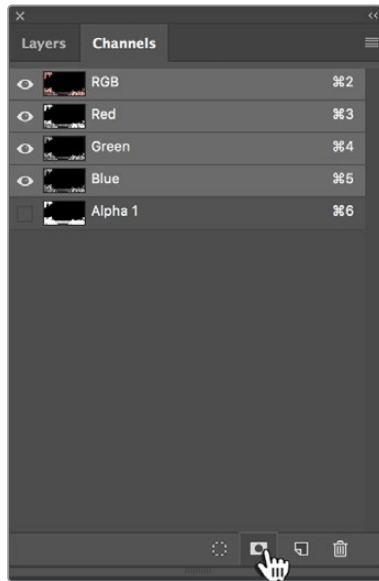 Layers Channels
RGB ⌘2
Red ⌘3
Green ⌘4
Blue ⌘5
Alpha 1 ⌘6